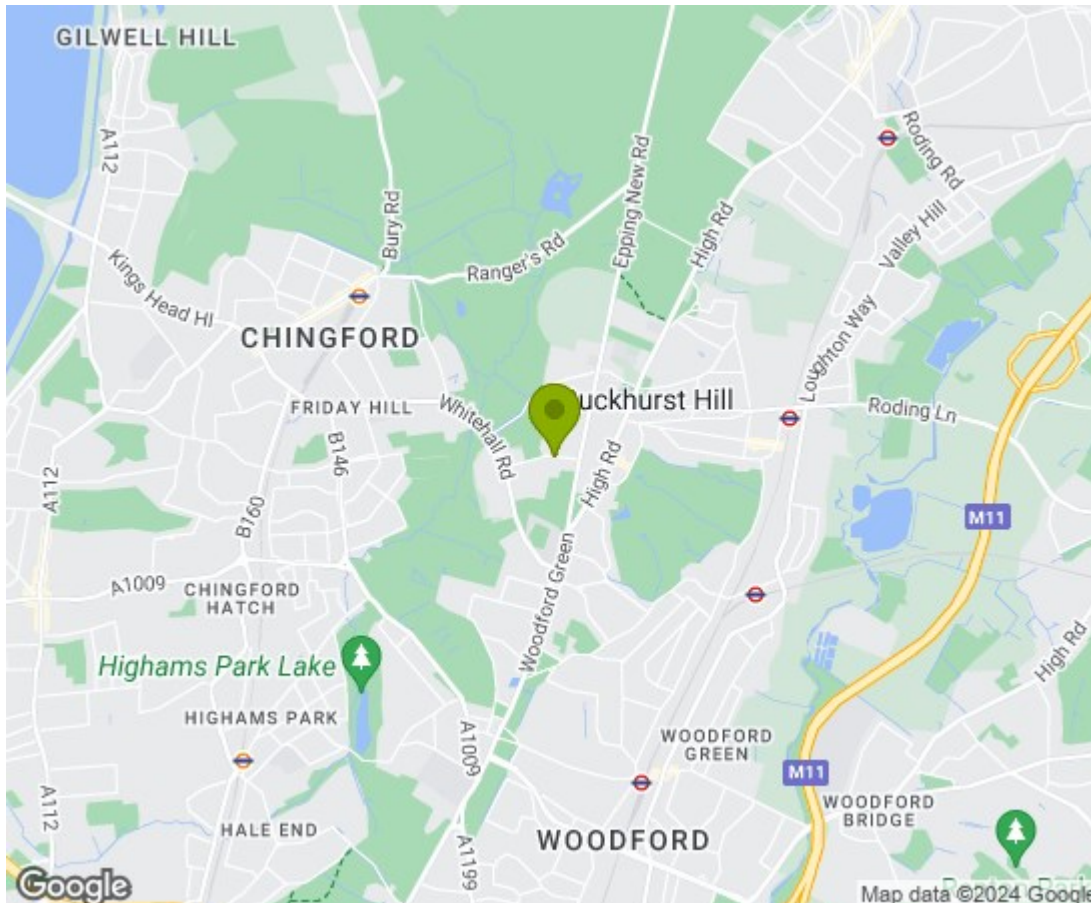 GILWELL HILL
A112
Bury Rd
Epping New Rd
High Rd
Roding Rd
Valley Hill
Kings Head Hl
Ranger's Rd
CHINGFORD
Loughton Way
FRIDAY HILL
Whitehall Rd
uckhurst Hill
Roding Ln
B146
A112
B160
High Rd
M11
A1009
CHINGFORD
HATCH
Woodford Green
Highams Park Lake
High Rd
HIGHAMS PARK
A1009
WOODFORD
GREEN
M11
A112
HALE END
WOODFORD
WOODFORD
BRIDGE
A1199
Google
Map data ©2024 Google